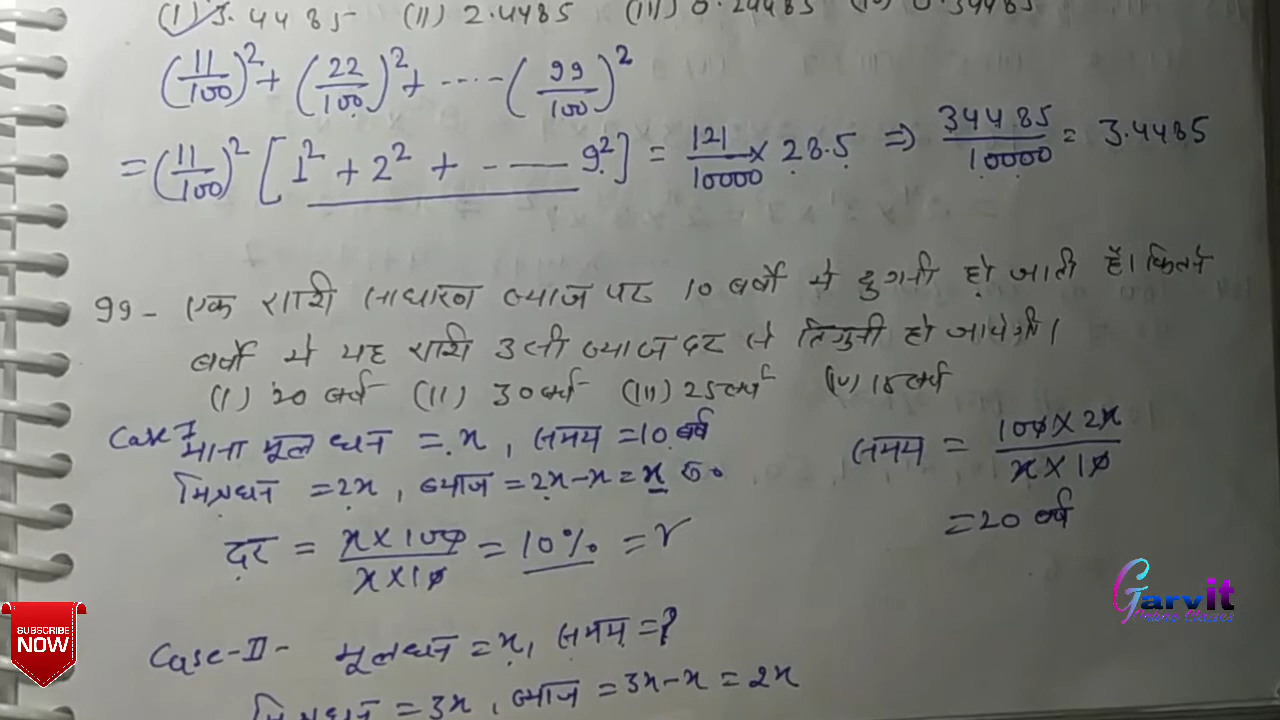 (I) 3.4485 (II) 2.4485 (III) 0.24485 (IV) 0.34485
(11/100)² + (22/100)² + ---- (99/100)²
= (11/100)² [1² + 2² + ---- 9²] = 121/10000 × 28.5 ⇒ 34485/10000 = 3.4485
99- एक राशी साधारण ब्याज पर 10 वर्षो मे दुगनी हो जाती है। कितने
वर्षो मे यह राशि उसी ब्याज दर से तिगुनी हो जायेगी।
(I) 20 वर्ष (II) 30 वर्ष (III) 25 वर्ष (IV) 18 वर्ष
Case-I माना मूल धन = x, समय = 10 वर्ष
मिश्रधन = 2x, ब्याज = 2x-x = x रु०
दर = x×100/x×10 = 10% = r
समय = 100×2x/x×10
= 20 वर्ष
Case-II- मूलधन = x, समय = ?
मिश्रधन = 3x, ब्याज = 3x-x = 2x
SUBSCRIBE
NOW
Garvit
Online Classes